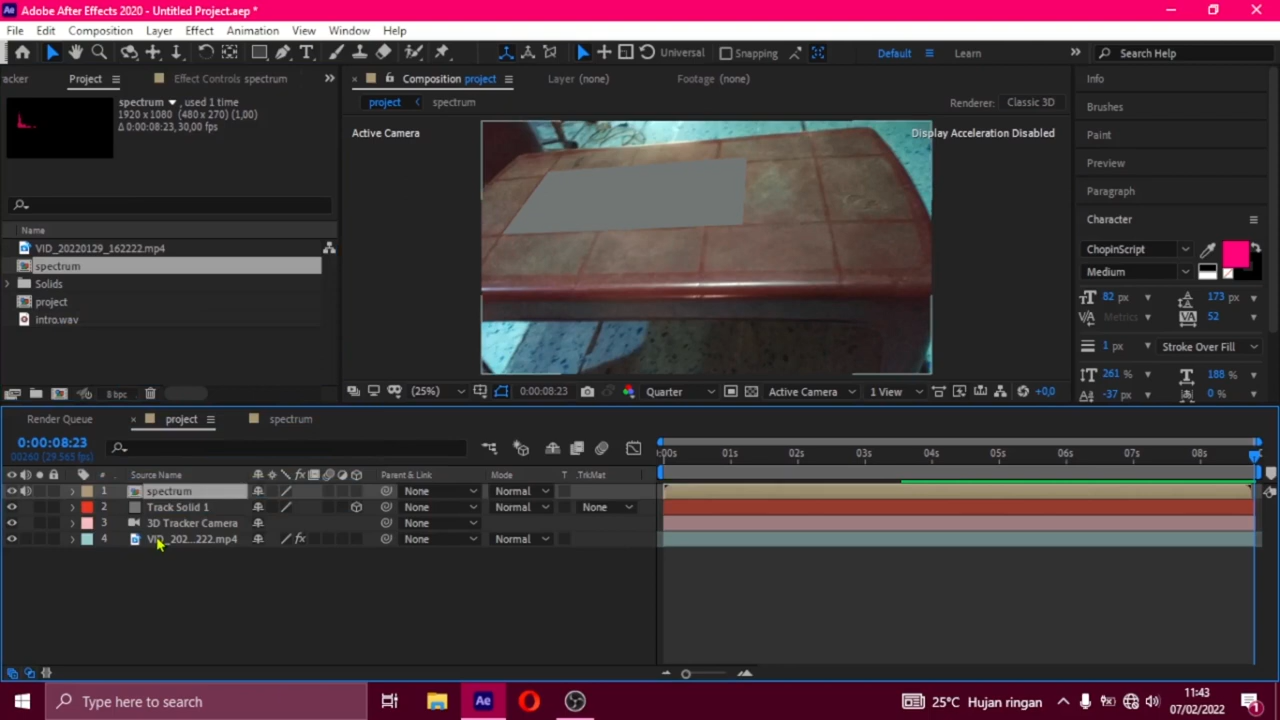 Adobe After Effects 2020 - Untitled Project.aep *
File Edit Composition Layer Effect Animation View Window Help
Universal Snapping Default Learn Search Help
acker Project Effect Controls spectrum
Composition project Layer (none) Footage (none)
spectrum , used 1 time
1920 x 1080 (480 x 270) (1,00)
Δ 0:00:08:23, 30,00 fps
project spectrum Renderer: Classic 3D
Active Camera Display Acceleration Disabled
Name
VID_20220129_162222.mp4
spectrum
Solids
project
intro.wav
8 bpc
(25%) 0:00:08:23 Quarter Active Camera 1 View +0,0
Info
Brushes
Paint
Preview
Paragraph
Character
ChopinScript
Medium
82 px 173 px
Metrics 52
1 px Stroke Over Fill
261 % 188 %
-37 px 0 %
Render Queue project spectrum
0:00:08:23
00260 (29.565 fps)
:00s 01s 02s 03s 04s 05s 06s 07s 08s
# Source Name Parent & Link Mode T .TrkMat
1 spectrum None Normal
2 Track Solid 1 None Normal None
3 3D Tracker Camera None
4 VID_202...222.mp4 None Normal
Type here to search
25°C Hujan ringan
11:43
07/02/2022
1